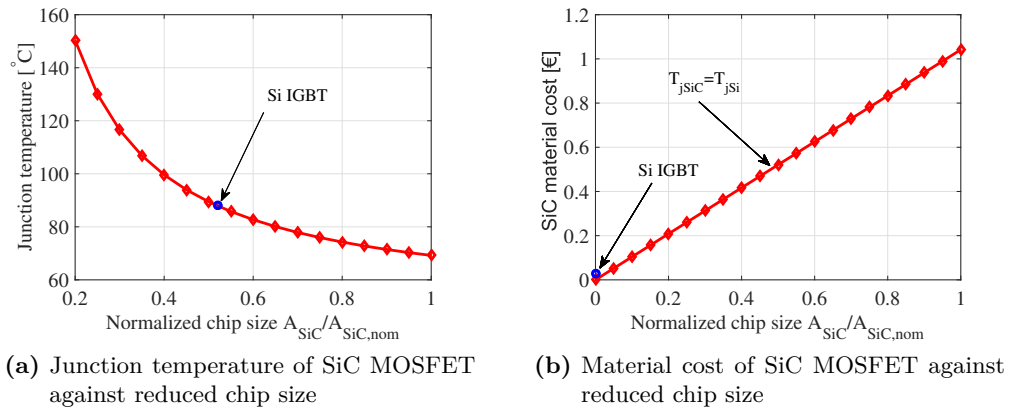 160
140
120
100
80
60
0.2
0.4
0.6
0.8
1
Junction temperature [°C]
Normalized chip size A_SiC/A_SiC,nom
Si IGBT
(a) Junction temperature of SiC MOSFET
against reduced chip size
1.2
1
0.8
0.6
0.4
0.2
0
0
0.2
0.4
0.6
0.8
1
SiC material cost [€]
Normalized chip size A_SiC/A_SiC,nom
T_jSiC=T_jSi
Si IGBT
(b) Material cost of SiC MOSFET against
reduced chip size